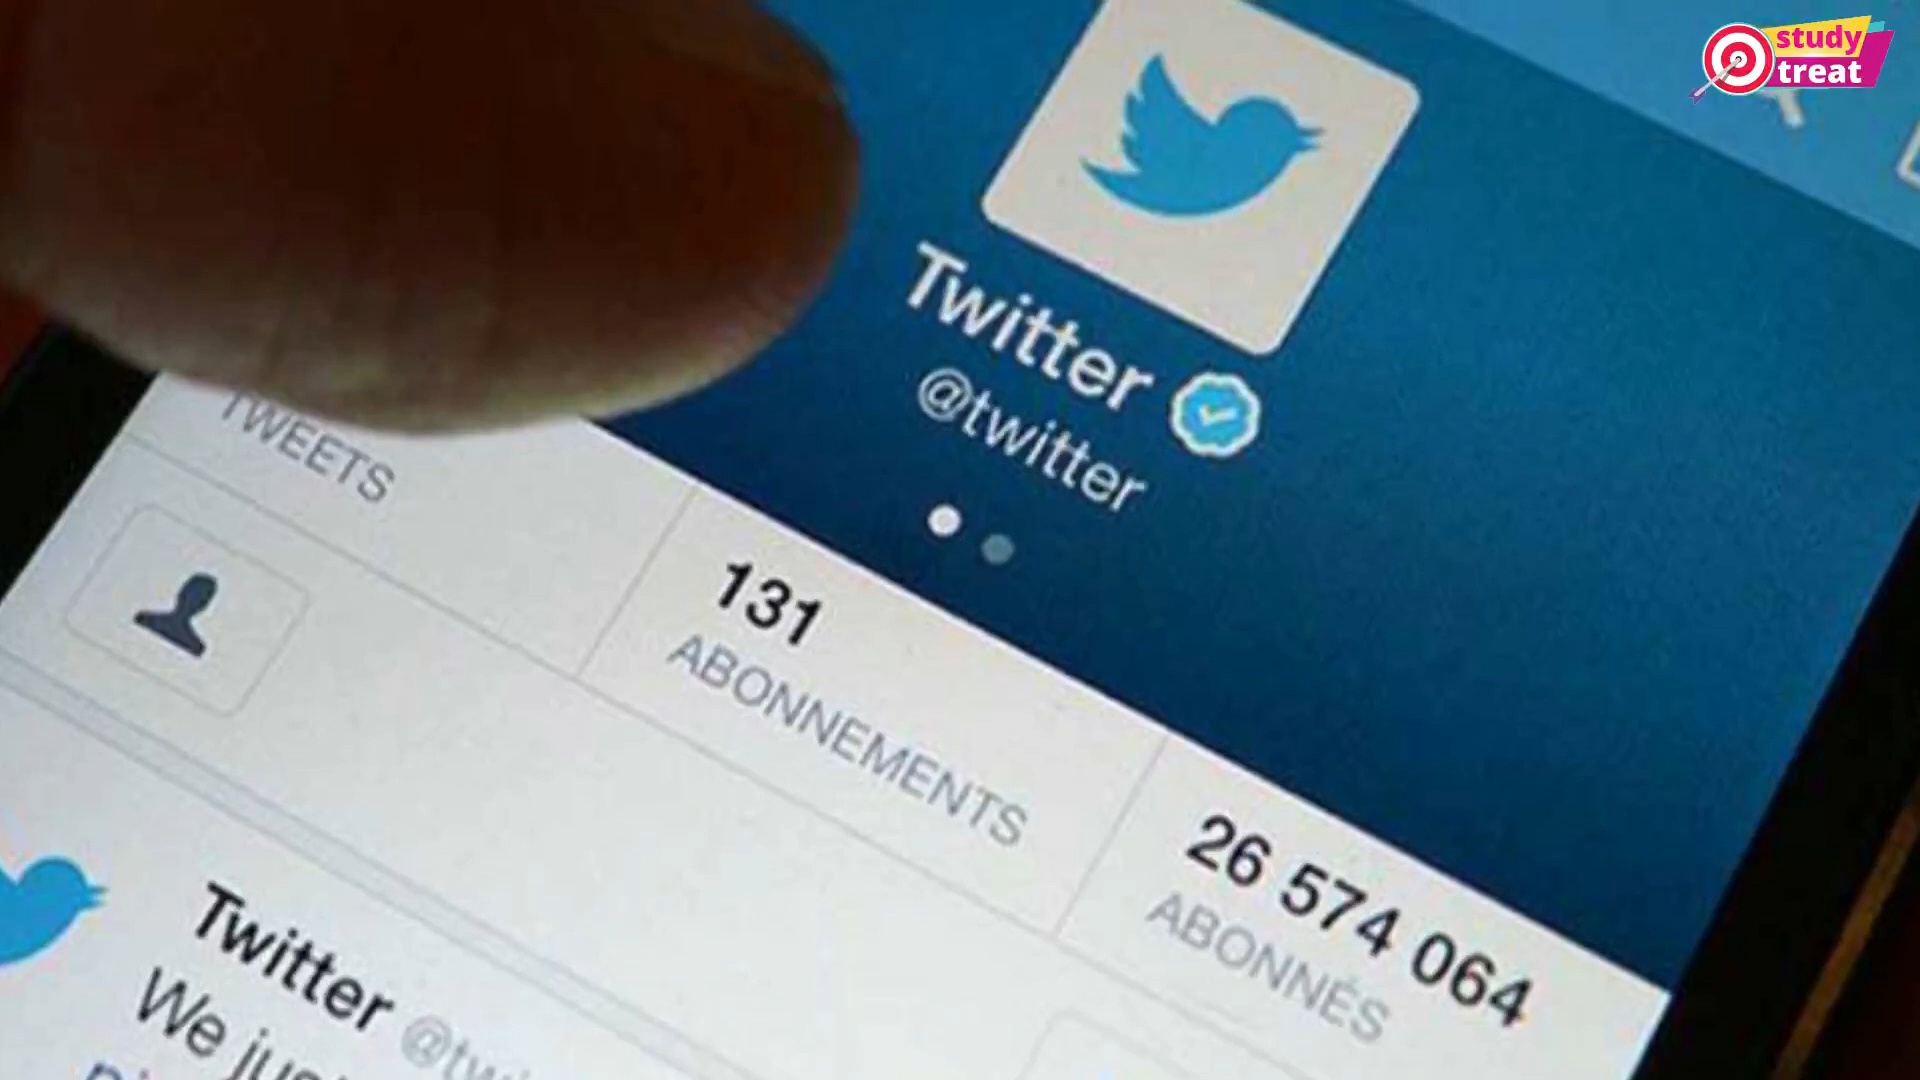 study
treat
Twitter
@twitter
TWEETS
131
ABONNEMENTS
26 574 064
ABONNÉS
Twitter
We